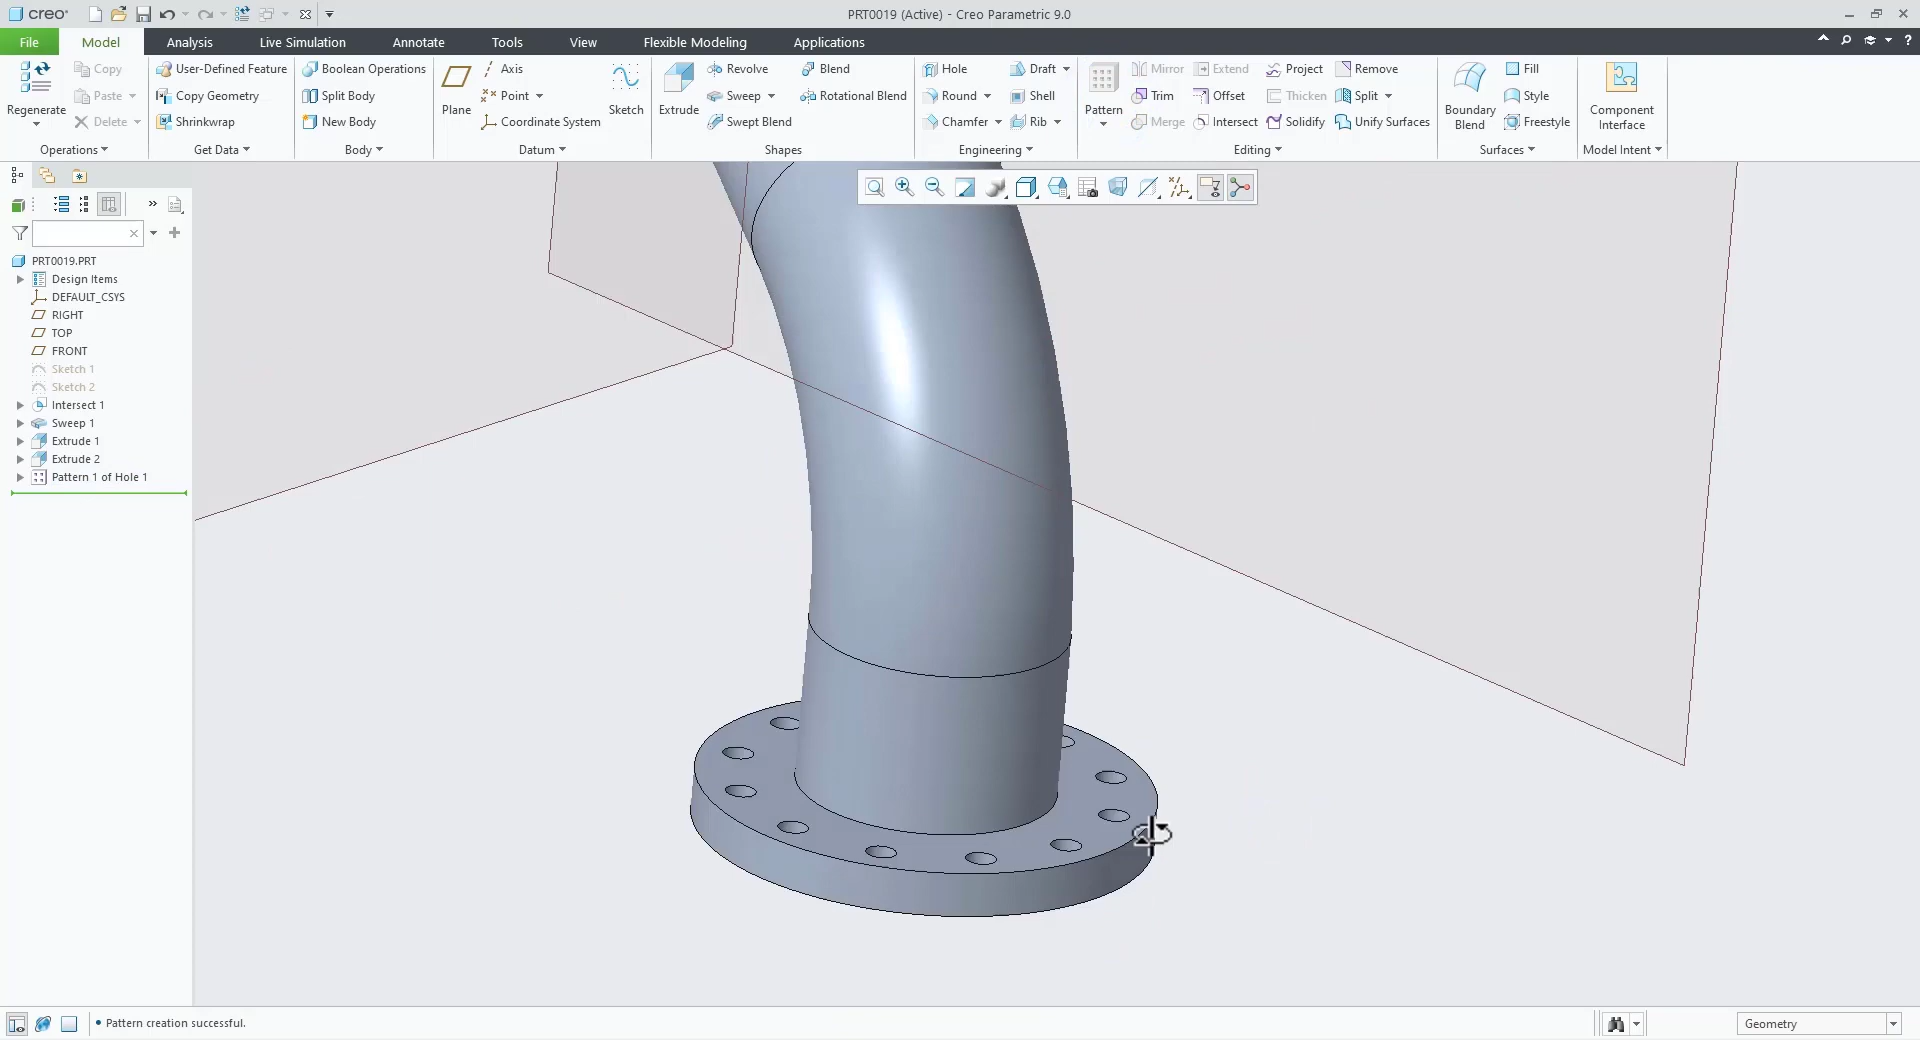 creo
PRT0019 (Active) - Creo Parametric 9.0
File Model Analysis Live Simulation Annotate Tools View Flexible Modeling Applications
Regenerate
Copy
Paste
Delete
Operations
User-Defined Feature
Copy Geometry
Shrinkwrap
Get Data
Boolean Operations
Split Body
New Body
Body
Plane
Axis
Point
Coordinate System
Sketch
Datum
Extrude
Revolve
Sweep
Swept Blend
Blend
Rotational Blend
Shapes
Hole
Round
Chamfer
Draft
Shell
Rib
Engineering
Pattern
Mirror
Trim
Merge
Extend
Offset
Intersect
Project
Thicken
Solidify
Remove
Split
Unify Surfaces
Editing
Boundary
Blend
Fill
Style
Freestyle
Surfaces
Component
Interface
Model Intent
PRT0019.PRT
Design Items
DEFAULT_CSYS
RIGHT
TOP
FRONT
Sketch 1
Sketch 2
Intersect 1
Sweep 1
Extrude 1
Extrude 2
Pattern 1 of Hole 1
• Pattern creation successful.
Geometry